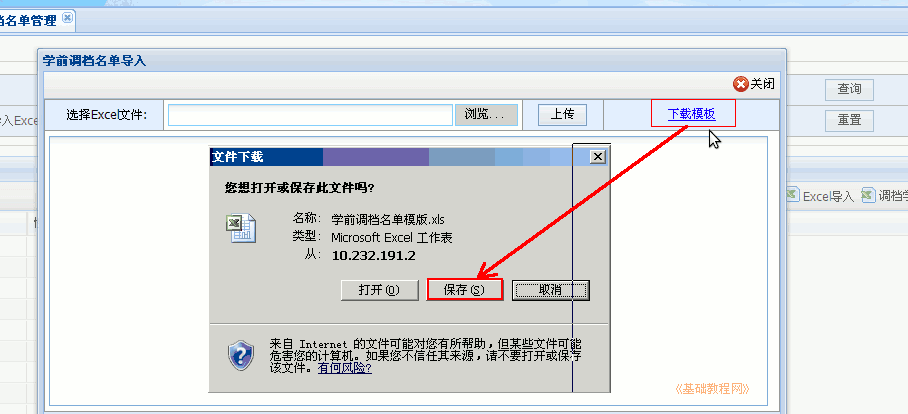 档名单管理
学前调档名单导入
关闭
选择Excel文件:
浏览...
上传
下载模板
查询
重置
入Exce
文件下载
您想打开或保存此文件吗?
名称: 学前调档名单模版.xls
类型: Microsoft Excel 工作表
从: 10.232.191.2
打开(O) 保存(S) 取消
Excel导入 调档学
来自 Internet 的文件可能对您有所帮助,但某些文件可能
危害您的计算机。如果您不信任其来源,请不要打开或保存
该文件。有何风险?
《基础教程网》